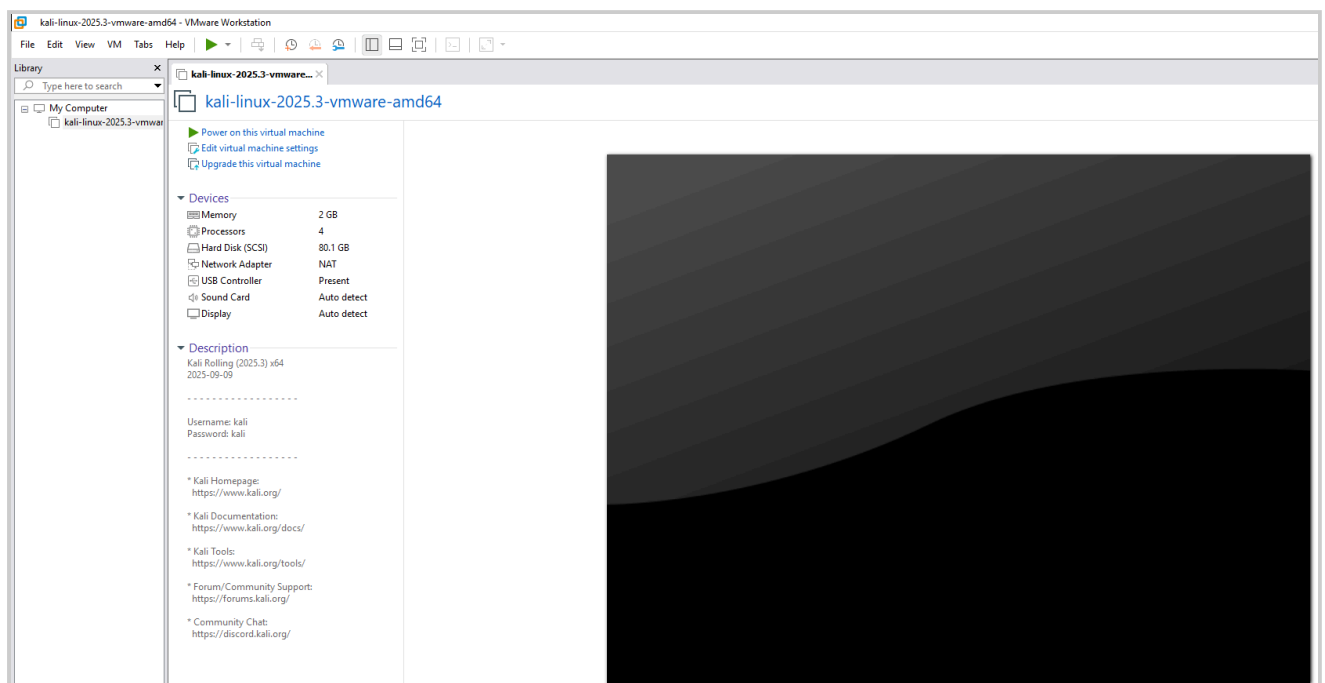 kali-linux-2025.3-vmware-amd64 - VMware Workstation
File Edit View VM Tabs Help
Library
Type here to search
My Computer
kali-linux-2025.3-vmwar
kali-linux-2025.3-vmware...
kali-linux-2025.3-vmware-amd64
Power on this virtual machine
Edit virtual machine settings
Upgrade this virtual machine
Devices
Memory 2 GB
Processors 4
Hard Disk (SCSI) 80.1 GB
Network Adapter NAT
USB Controller Present
Sound Card Auto detect
Display Auto detect
Description
Kali Rolling (2025.3) x64
2025-09-09
- - - - - - - - - - - - - - - - - -
Username: kali
Password: kali
- - - - - - - - - - - - - - - - - -
* Kali Homepage:
https://www.kali.org/
* Kali Documentation:
https://www.kali.org/docs/
* Kali Tools:
https://www.kali.org/tools/
* Forum/Community Support:
https://forums.kali.org/
* Community Chat:
https://discord.kali.org/